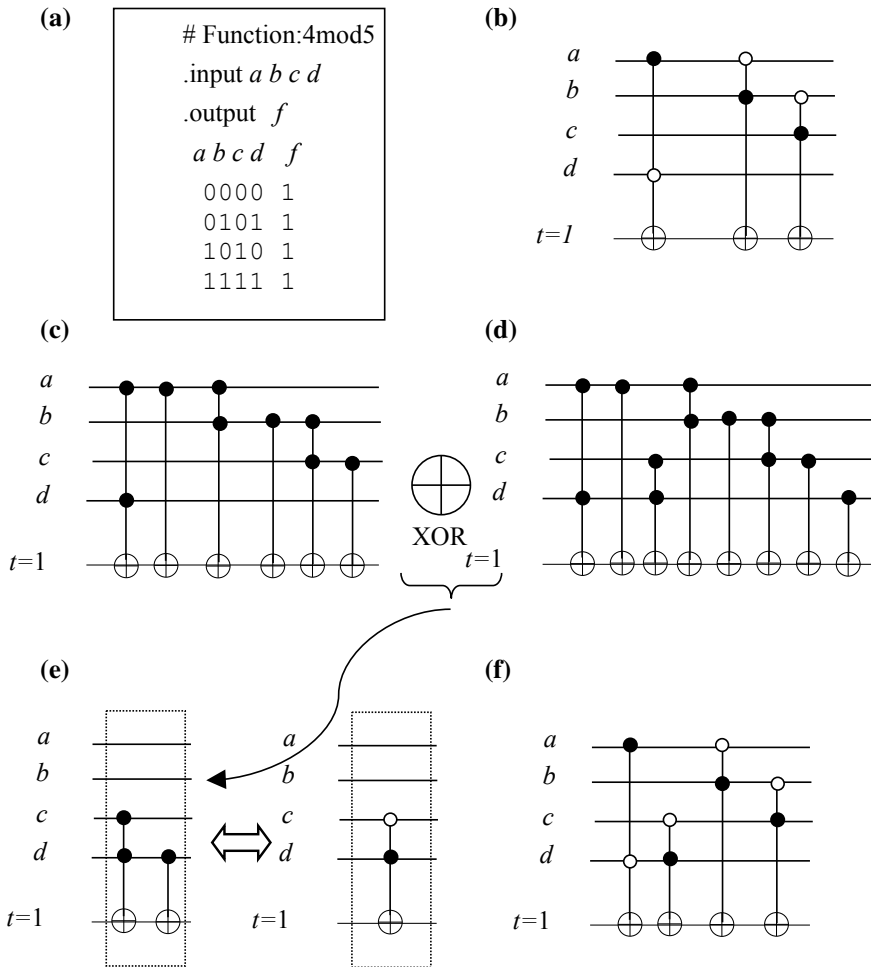 (a)
# Function:4mod5
.input a b c d
.output f
a b c d f
0000 1
0101 1
1010 1
1111 1
(b)
a
b
c
d
t=1
(c)
a
b
c
d
t=1
XOR
(d)
a
b
c
d
t=1
(e)
a
b
c
d
t=1
a
b
c
d
t=1
(f)
a
b
c
d
t=1